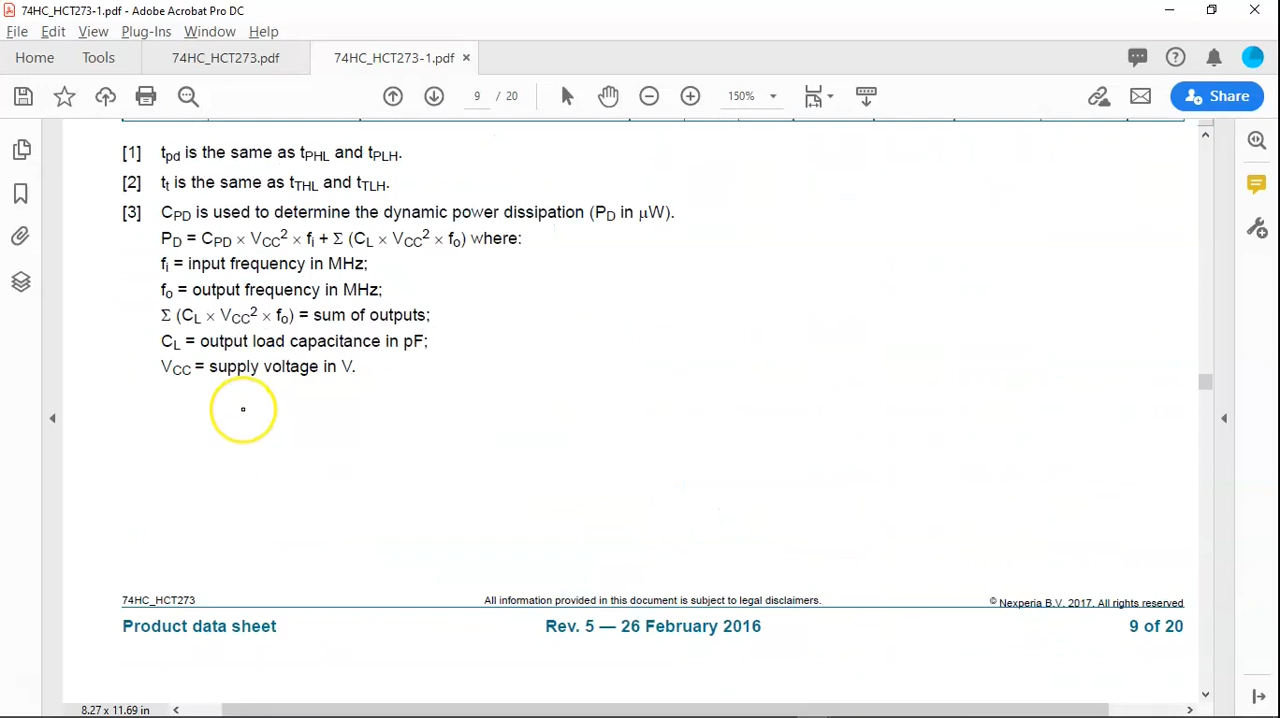 74HC_HCT273-1.pdf - Adobe Acrobat Pro DC
File Edit View Plug-Ins Window Help
Home Tools 74HC_HCT273.pdf 74HC_HCT273-1.pdf ×
9 / 20 150% Share
[1] tpd is the same as tPHL and tPLH.
[2] tt is the same as tTHL and tTLH.
[3] CPD is used to determine the dynamic power dissipation (PD in μW).
PD = CPD × VCC² × fi + Σ (CL × VCC² × fo) where:
fi = input frequency in MHz;
fo = output frequency in MHz;
Σ (CL × VCC² × fo) = sum of outputs;
CL = output load capacitance in pF;
VCC = supply voltage in V.
74HC_HCT273 All information provided in this document is subject to legal disclaimers. © Nexperia B.V. 2017. All rights reserved
Product data sheet Rev. 5 — 26 February 2016 9 of 20
8.27 x 11.69 in